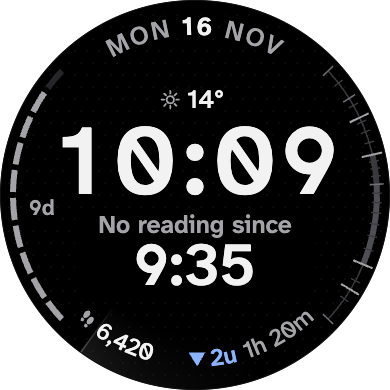 MON 16 NOV
14°
10:09
9d
No reading since
9:35
6,420
▼ 2u 1h 20m